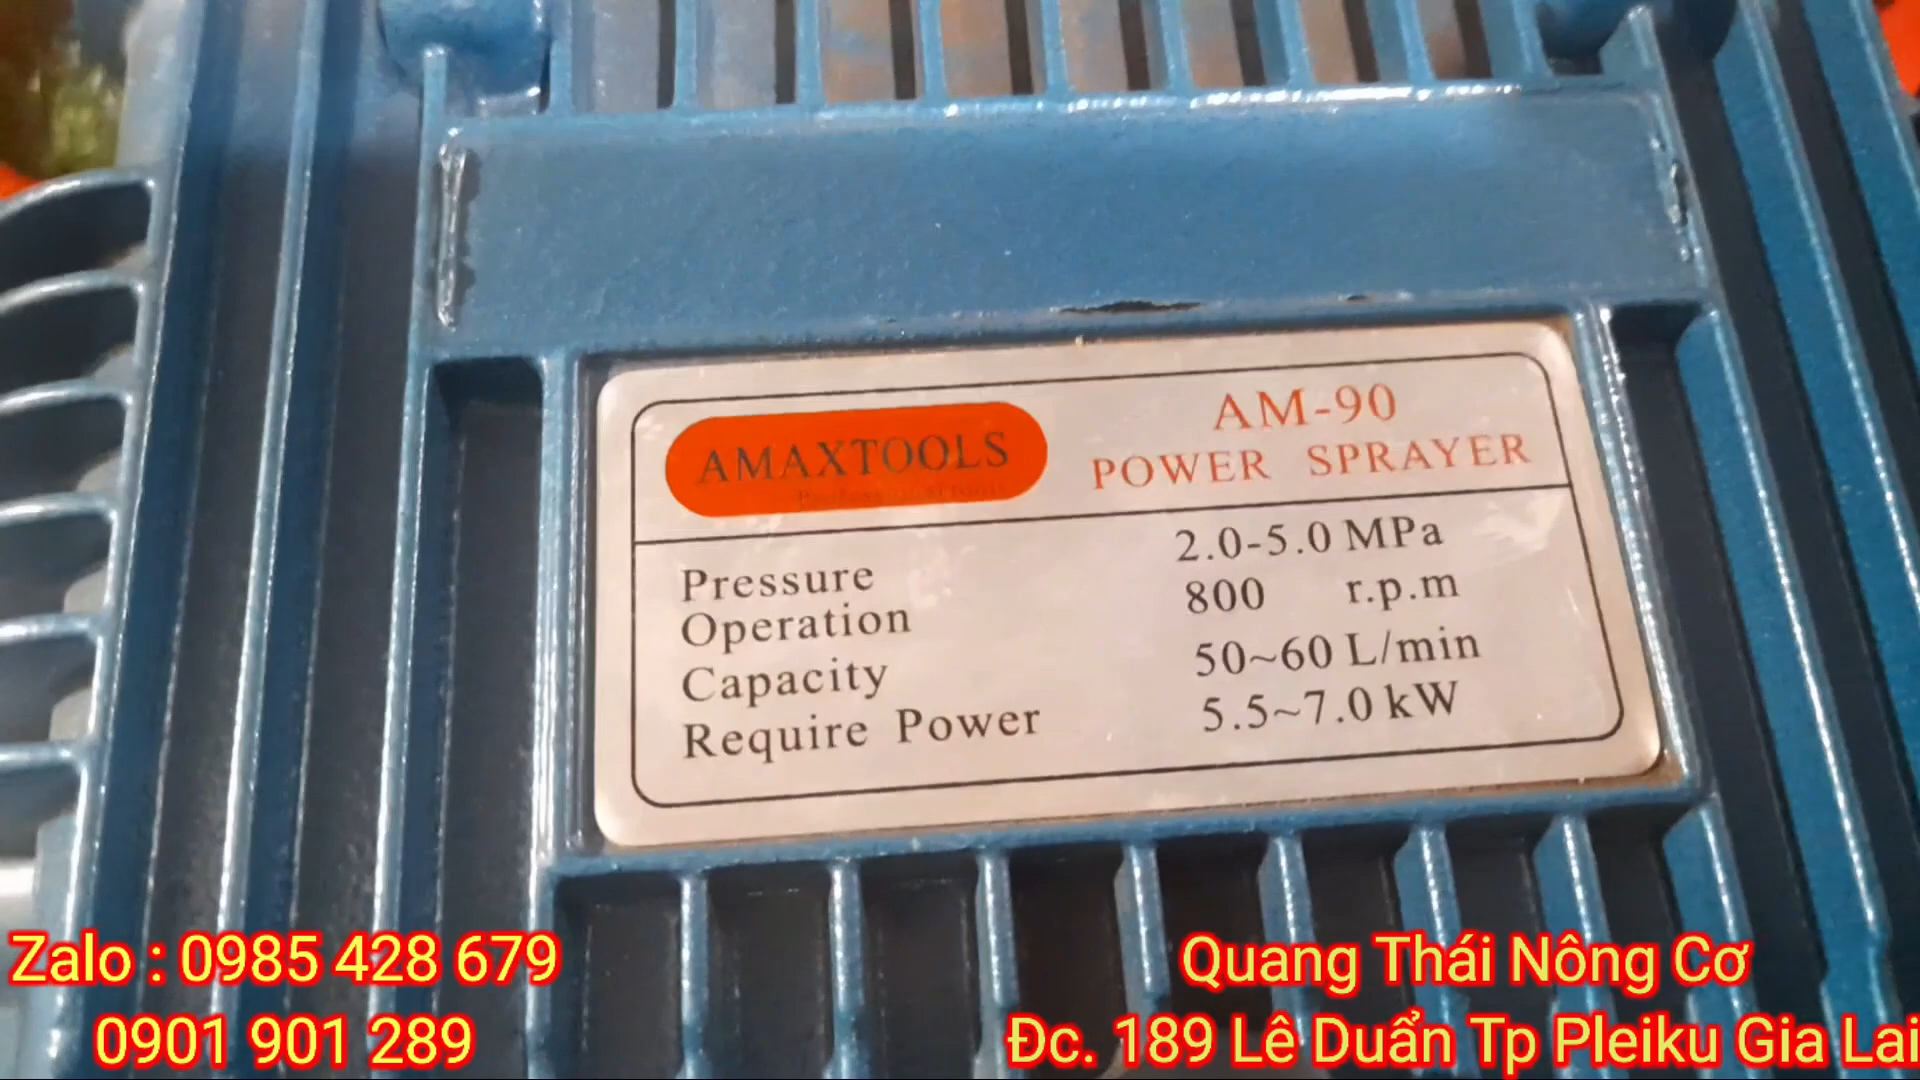 AMAXTOOLS
AM-90
POWER SPRAYER
Pressure 2.0-5.0 MPa
Operation 800 r.p.m
Capacity 50~60 L/min
Require Power 5.5~7.0 kW
Zalo : 0985 428 679
0901 901 289
Quang Thái Nông Cơ
Đc. 189 Lê Duẩn Tp Pleiku Gia Lai